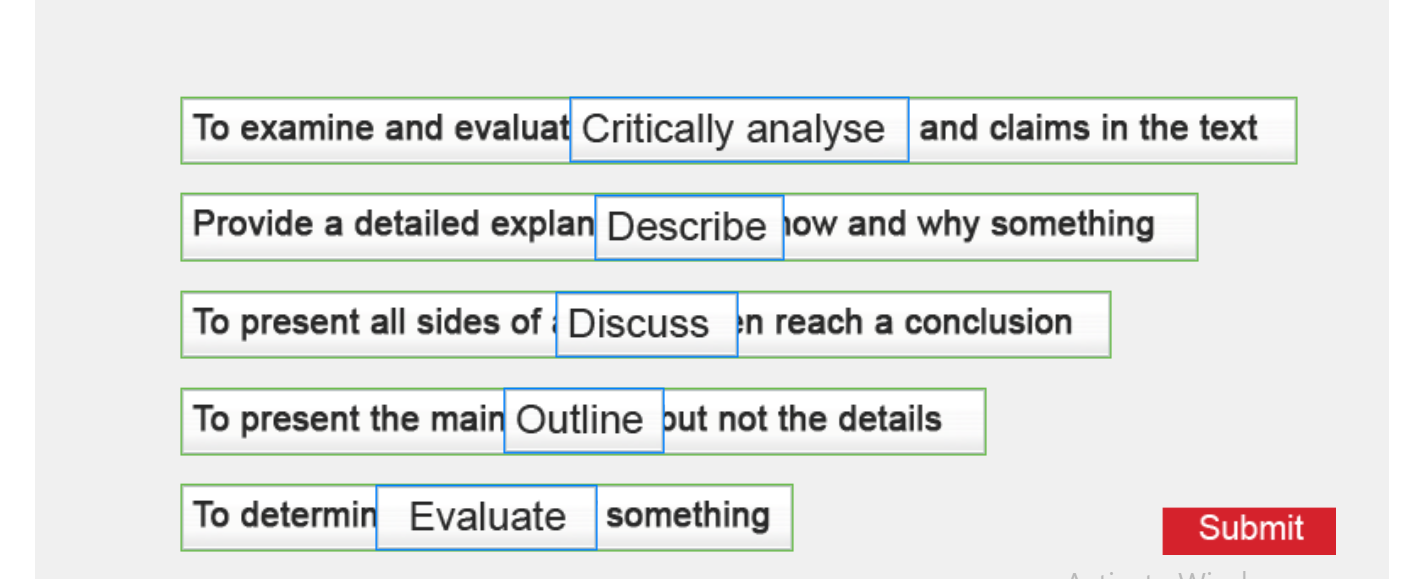 To examine and evaluat Critically analyse and claims in the text
Provide a detailed explan Describe how and why something
To present all sides of Discuss en reach a conclusion
To present the main Outline but not the details
To determin Evaluate something
Submit